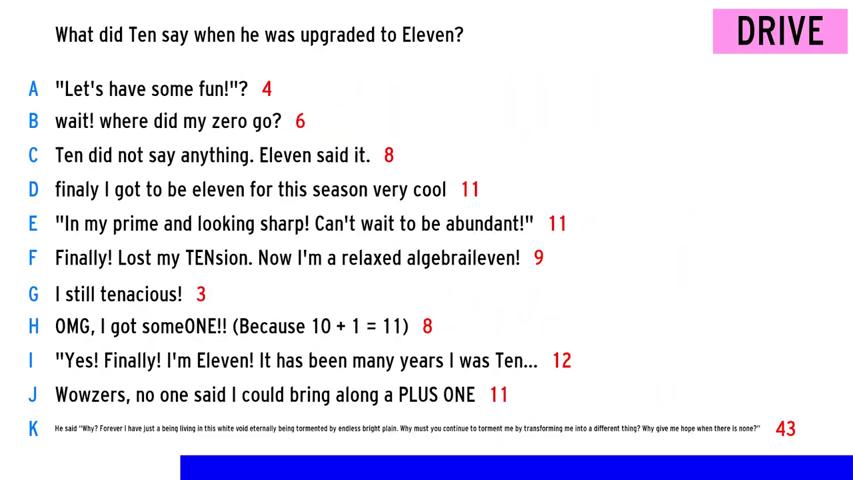 What did Ten say when he was upgraded to Eleven?
DRIVE
A "Let's have some fun!"? 4
B wait! where did my zero go? 6
C Ten did not say anything. Eleven said it. 8
D finaly I got to be eleven for this season very cool 11
E "In my prime and looking sharp! Can't wait to be abundant!" 11
F Finally! Lost my TENsion. Now I'm a relaxed algebraileven! 9
G I still tenacious! 3
H OMG, I got someONE!! (Because 10 + 1 = 11) 8
I "Yes! Finally! I'm Eleven! It has been many years I was Ten... 12
J Wowzers, no one said I could bring along a PLUS ONE 11
K He said "Why? Forever I have just a being living in this white void eternally being tormented by endless bright plain. Why must you continue to torment me by transforming me into a different thing? Why give me hope when there is none?" 43